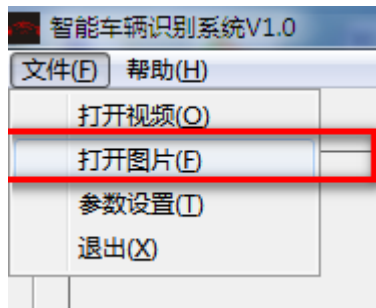 智能车辆识别系统V1.0
文件(F) 帮助(H)
打开视频(O)
打开图片(F)
参数设置(T)
退出(X)